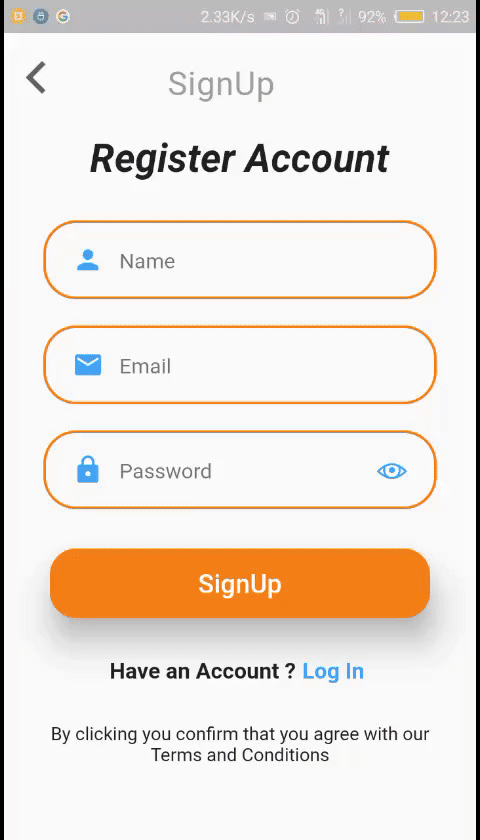 2.33K/s 92% 12:23
SignUp
Register Account
Name
Email
Password
SignUp
Have an Account ? Log In
By clicking you confirm that you agree with our
Terms and Conditions